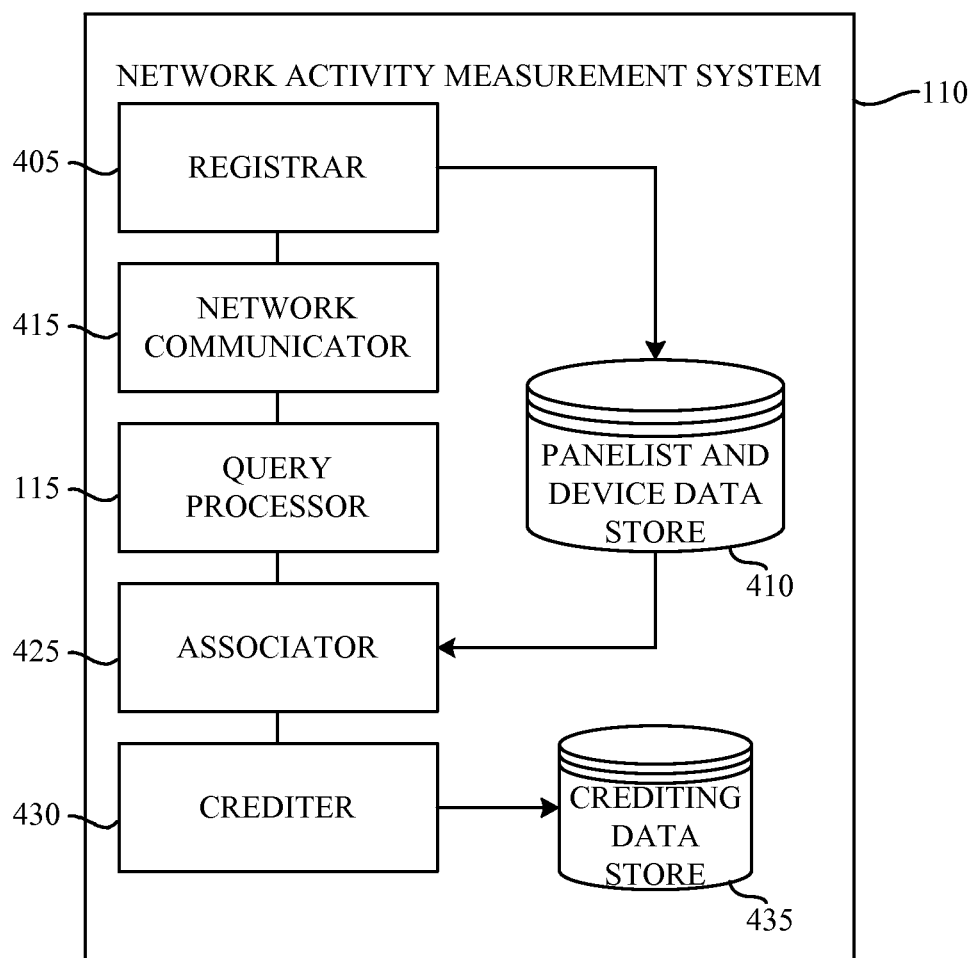 NETWORK ACTIVITY MEASUREMENT SYSTEM
110
405
REGISTRAR
415
NETWORK
COMMUNICATOR
115
QUERY
PROCESSOR
PANELIST AND
DEVICE DATA
STORE
410
425
ASSOCIATOR
430
CREDITER
CREDITING
DATA
STORE
435